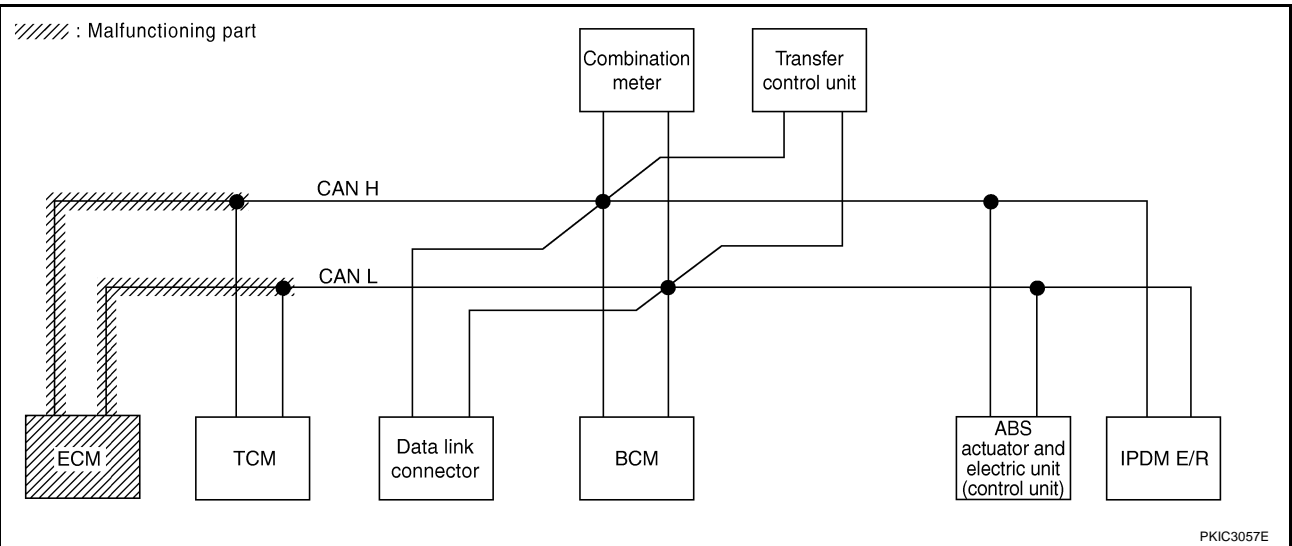 : Malfunctioning part
Combination
meter
Transfer
control unit
CAN H
CAN L
ECM
TCM
Data link
connector
BCM
ABS
actuator and
electric unit
(control unit)
IPDM E/R
PKIC3057E